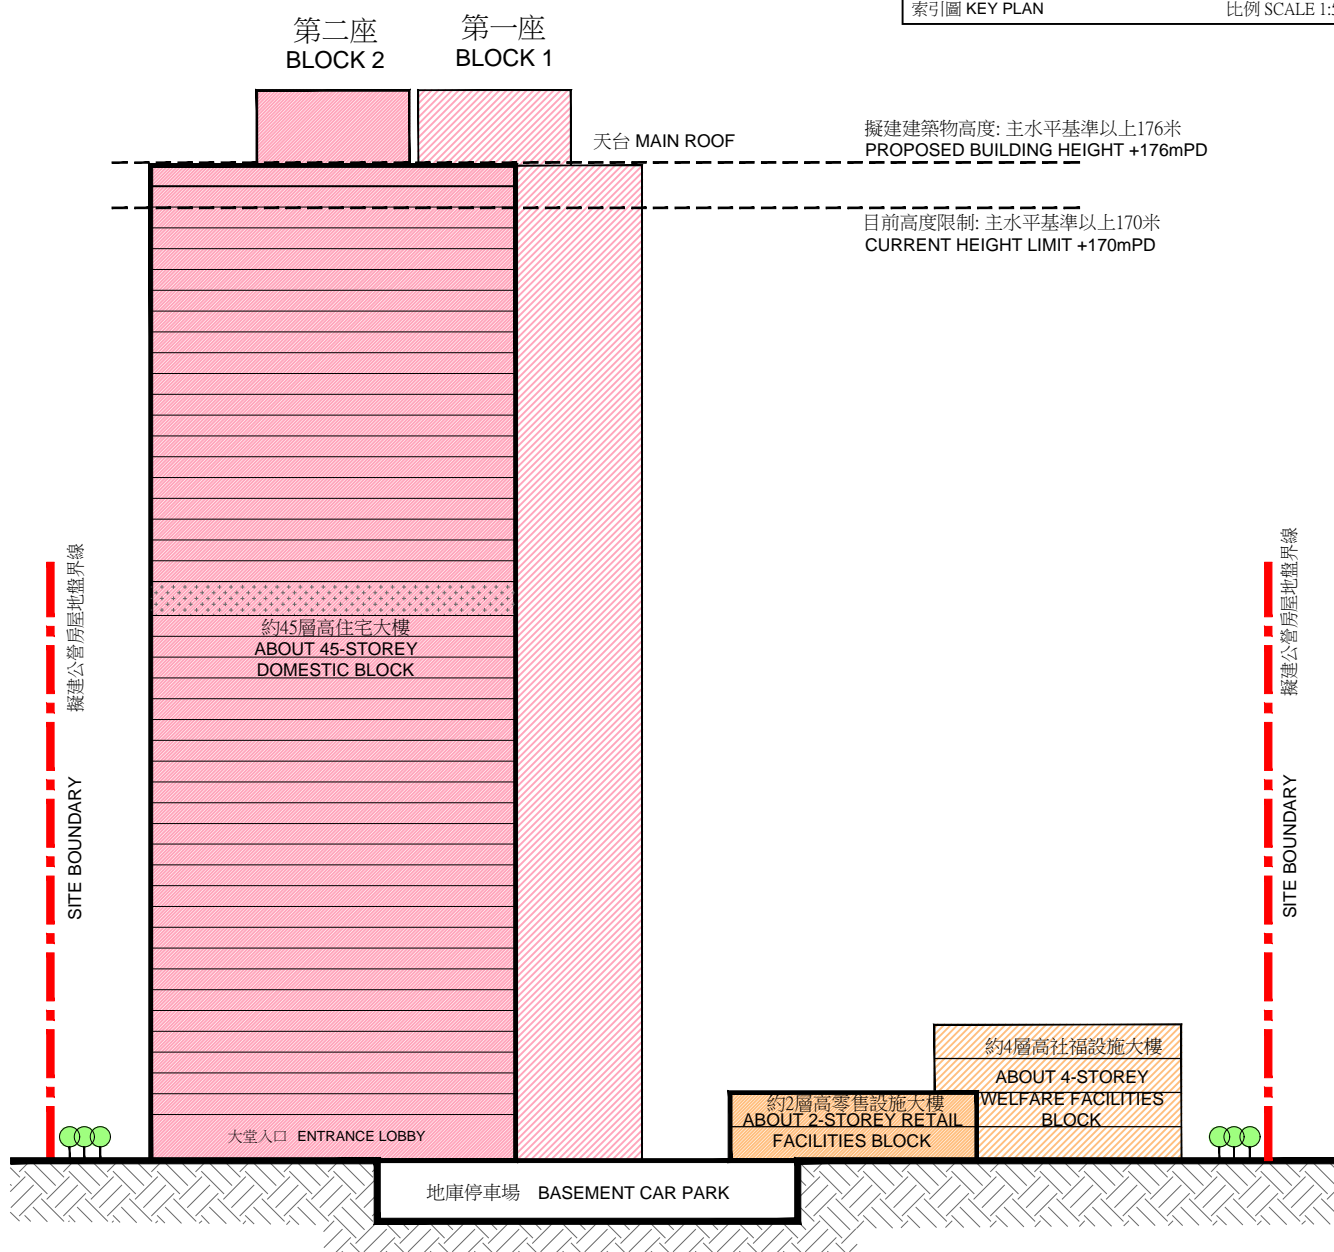 索引圖 KEY PLAN
比例 SCALE
第二座
BLOCK 2
第一座
BLOCK 1
天台 MAIN ROOF
擬建建築物高度: 主水平基準以上176米
PROPOSED BUILDING HEIGHT +176mPD
目前高度限制: 主水平基準以上170米
CURRENT HEIGHT LIMIT +170mPD
擬建公營房屋地盤界線
SITE BOUNDARY
約45層高住宅大樓
ABOUT 45-STOREY
DOMESTIC BLOCK
擬建公營房屋地盤界線
SITE BOUNDARY
約4層高社福設施大樓
ABOUT 4-STOREY
WELFARE FACILITIES
BLOCK
約2層高零售設施大樓
ABOUT 2-STOREY RETAIL
FACILITIES BLOCK
大堂入口 ENTRANCE LOBBY
地庫停車場 BASEMENT CAR PARK